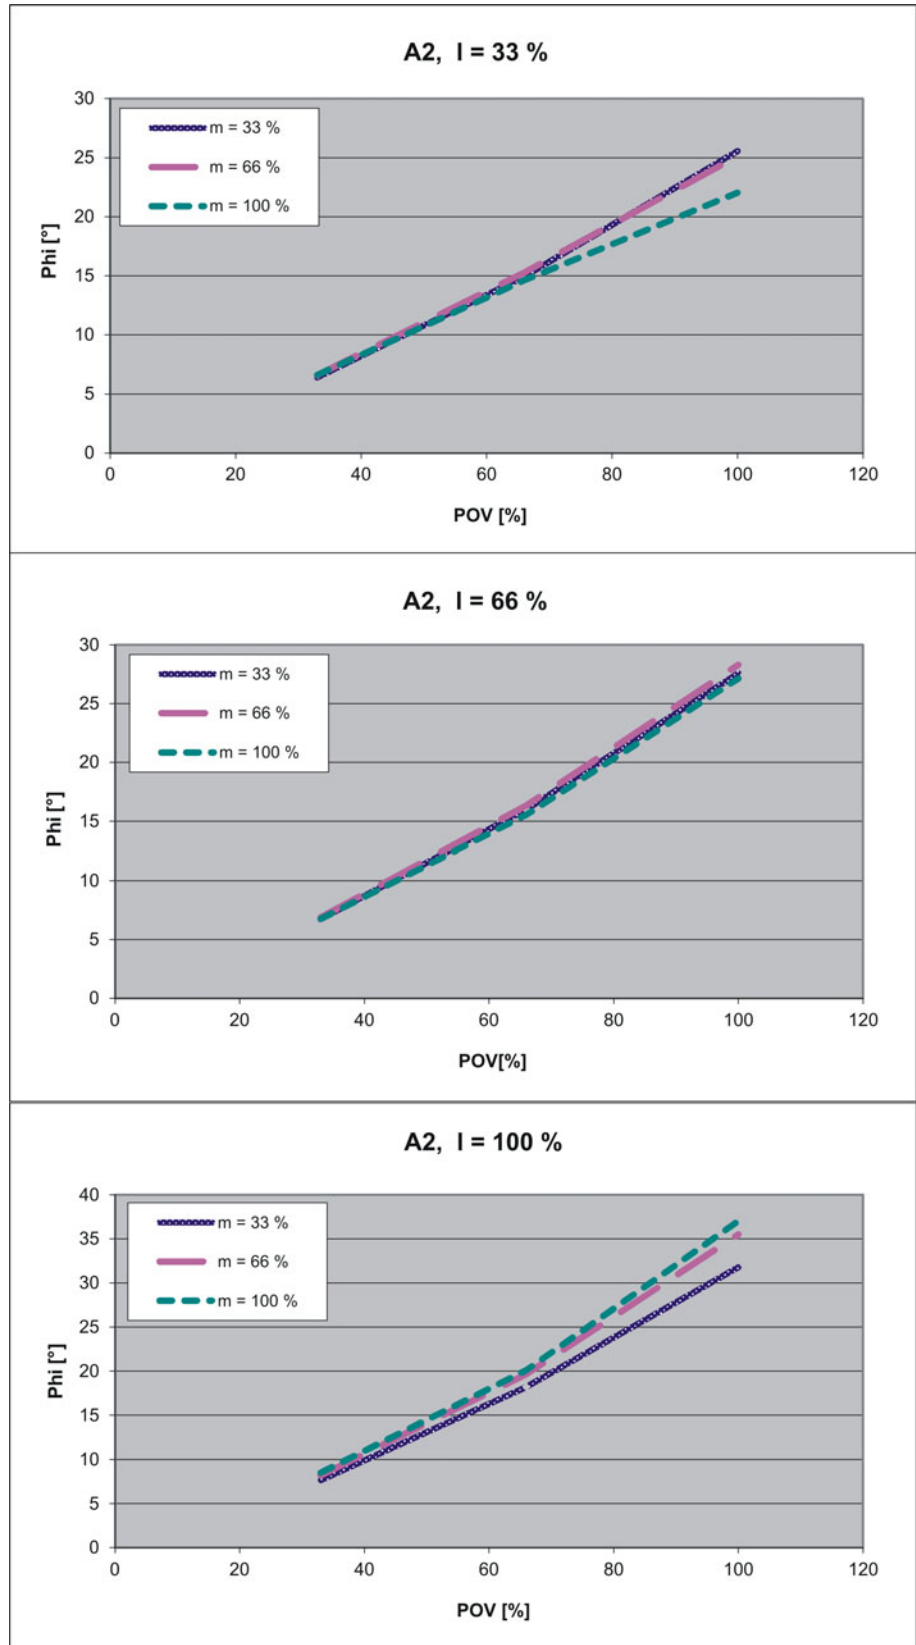 A2, l = 33 %
30
25
20
15
10
5
0
m = 33 %
m = 66 %
m = 100 %
Phi [°]
0 20 40 60 80 100 120
POV [%]
A2, l = 66 %
30
25
20
15
10
5
0
m = 33 %
m = 66 %
m = 100 %
Phi [°]
0 20 40 60 80 100 120
POV[%]
A2, l = 100 %
40
35
30
25
20
15
10
5
0
m = 33 %
m = 66 %
m = 100 %
Phi [°]
0 20 40 60 80 100 120
POV [%]